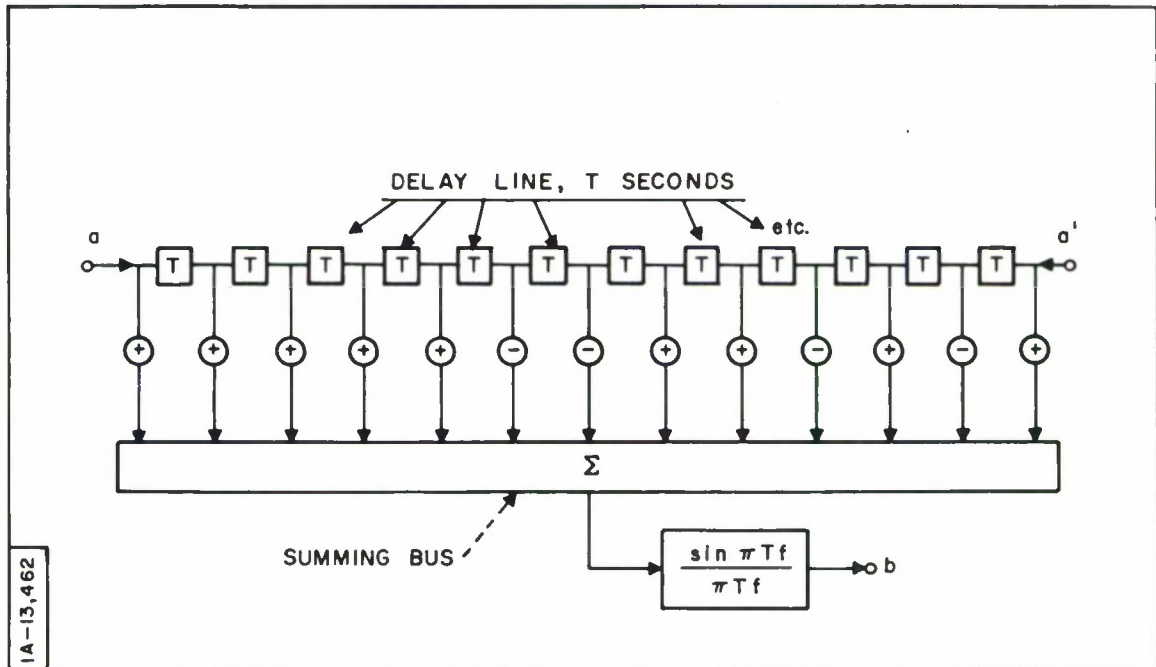 DELAY LINE, T SECONDS
etc.
a
a'
T T T T T T T T T T T T
+ + + + + - - + + - + - +
Σ
SUMMING BUS
sin πTf
πTf
b
1A-13,462